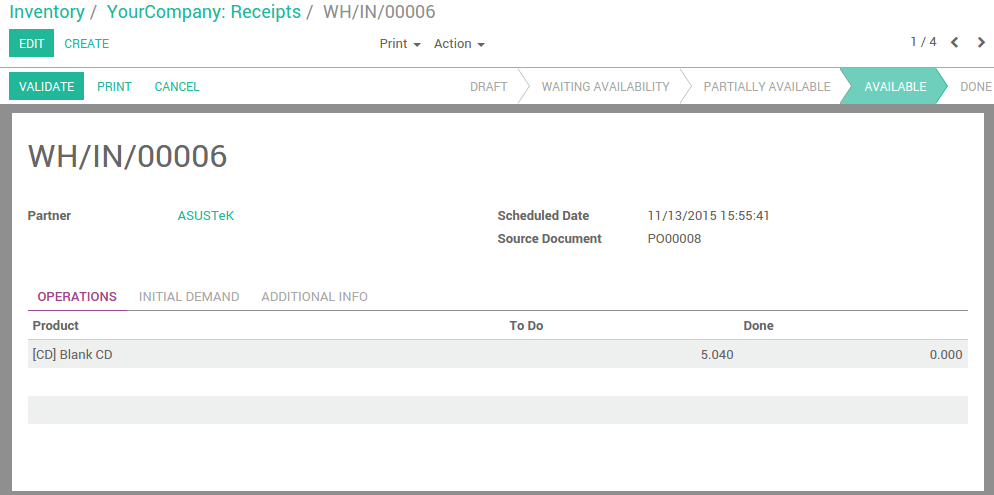 Inventory / YourCompany: Receipts / WH/IN/00006
EDIT CREATE Print Action 1 / 4
VALIDATE PRINT CANCEL DRAFT WAITING AVAILABILITY PARTIALLY AVAILABLE AVAILABLE DONE
WH/IN/00006
Partner ASUSTeK Scheduled Date 11/13/2015 15:55:41
Source Document PO00008
OPERATIONS INITIAL DEMAND ADDITIONAL INFO
Product To Do Done
[CD] Blank CD 5.040 0.000